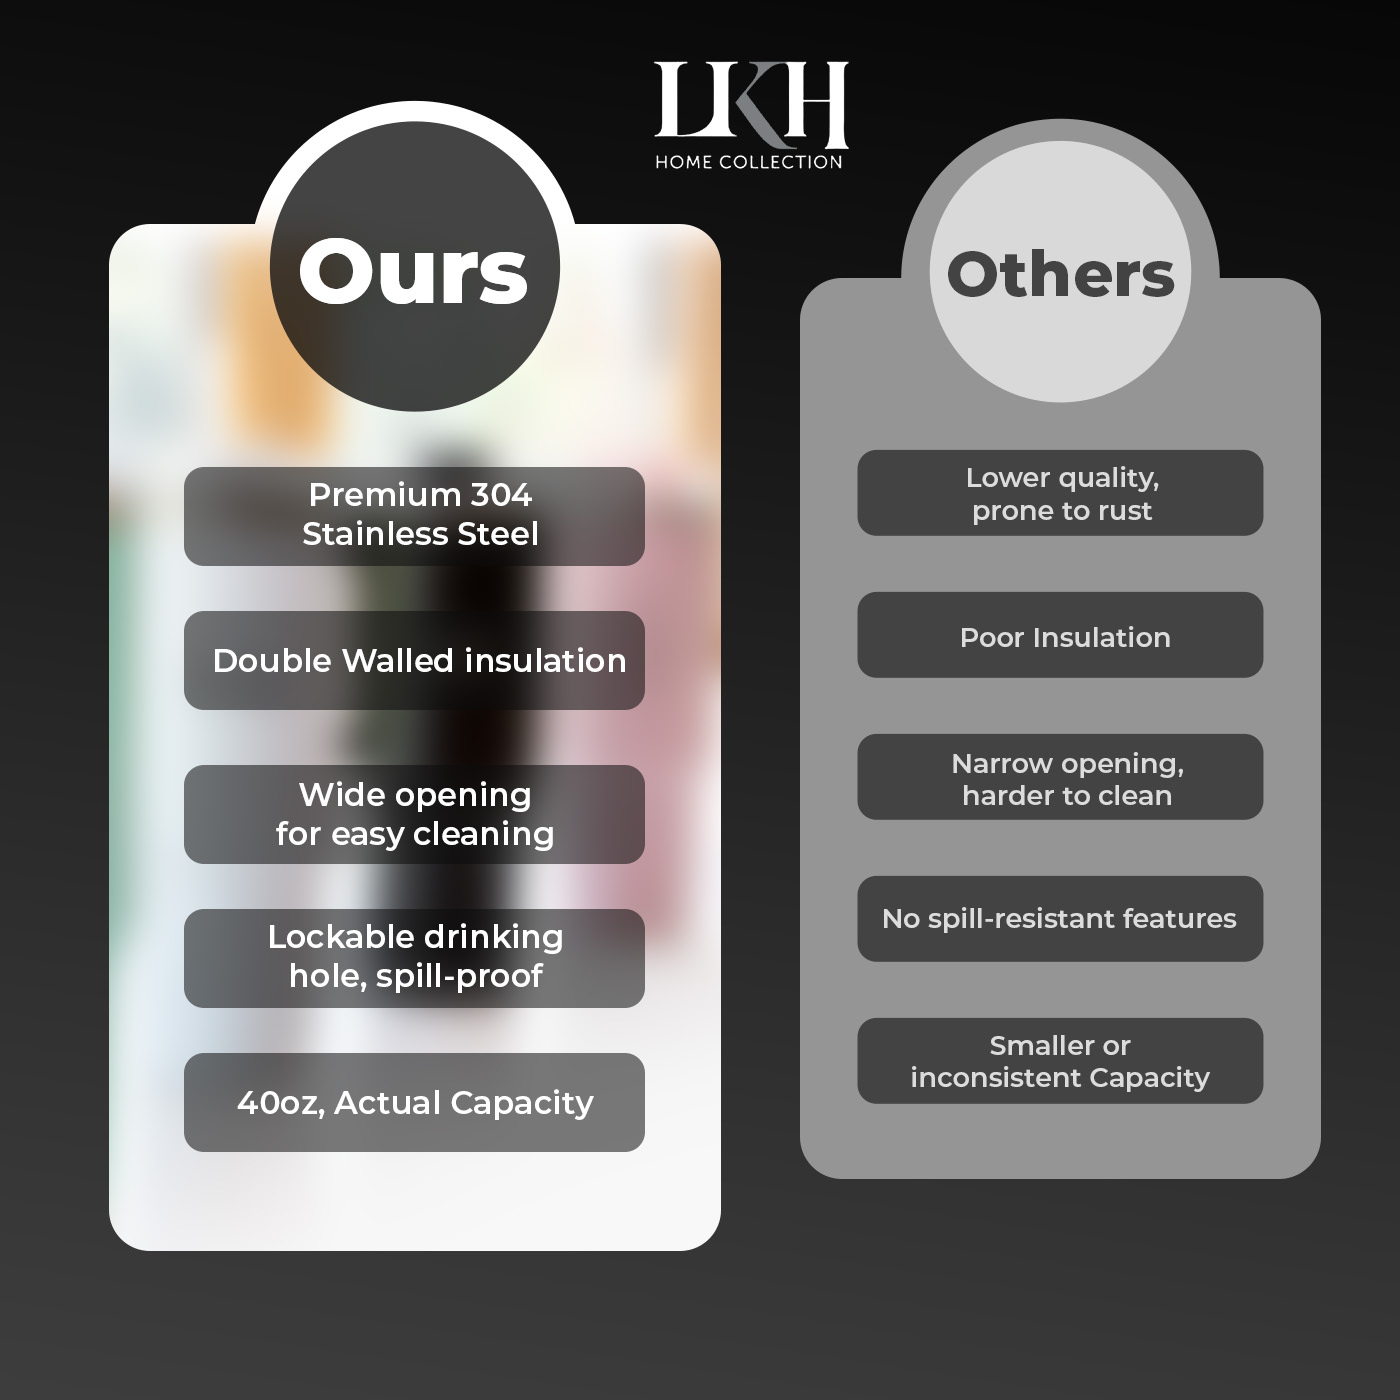 LKH
HOME COLLECTION
Ours
Premium 304
Stainless Steel
Double Walled insulation
Wide opening
for easy cleaning
Lockable drinking
hole, spill-proof
40oz, Actual Capacity
Others
Lower quality,
prone to rust
Poor Insulation
Narrow opening,
harder to clean
No spill-resistant features
Smaller or
inconsistent Capacity